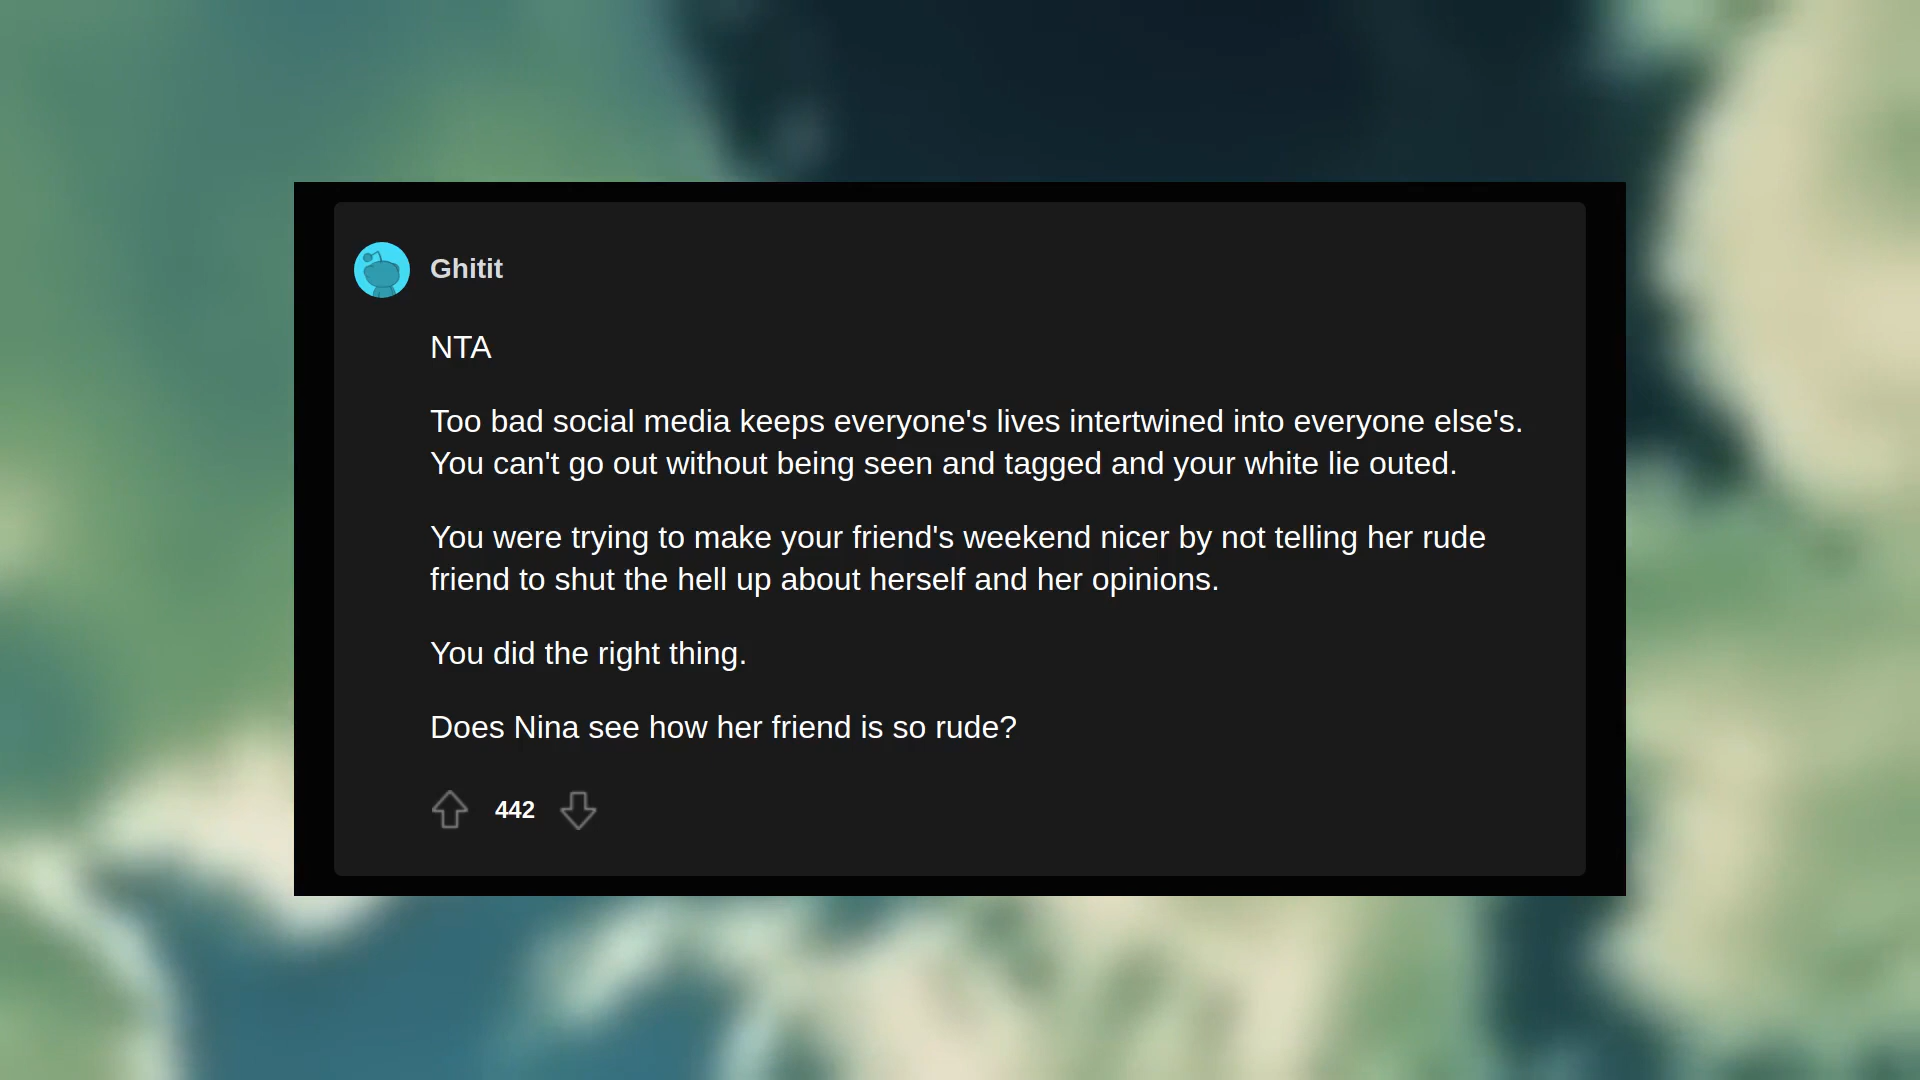 Ghitit
NTA
Too bad social media keeps everyone's lives intertwined into everyone else's.
You can't go out without being seen and tagged and your white lie outed.
You were trying to make your friend's weekend nicer by not telling her rude
friend to shut the hell up about herself and her opinions.
You did the right thing.
Does Nina see how her friend is so rude?
442